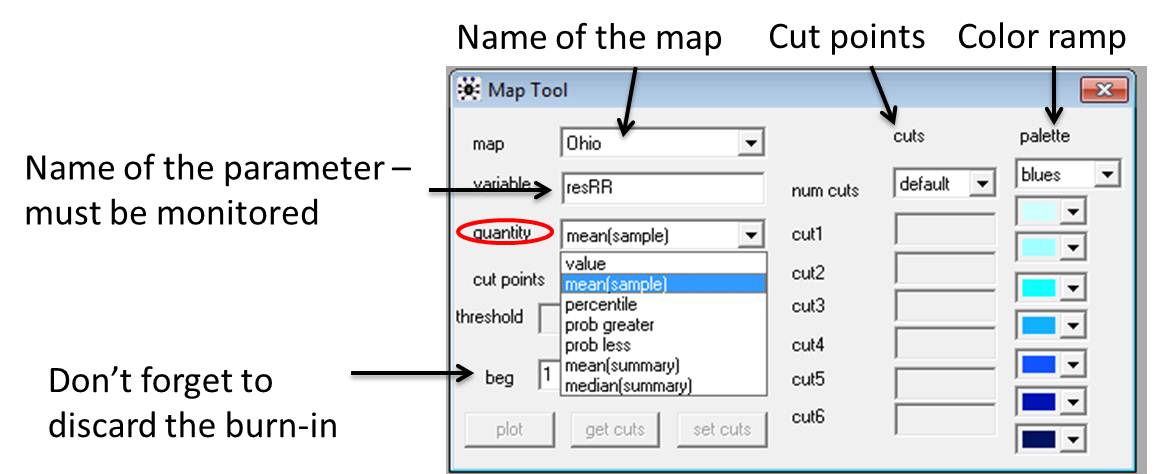 Name of the map
Cut points
Color ramp
Map Tool
map
Ohio
cuts
palette
Name of the parameter –
must be monitored
variable
resRR
num cuts
default
blues
quantity
mean(sample)
cut1
value
mean(sample)
percentile
prob greater
prob less
mean(summary)
median(summary)
cut points
cut2
threshold
cut3
cut4
Don’t forget to
discard the burn-in
beg
1
cut5
cut6
plot
get cuts
set cuts